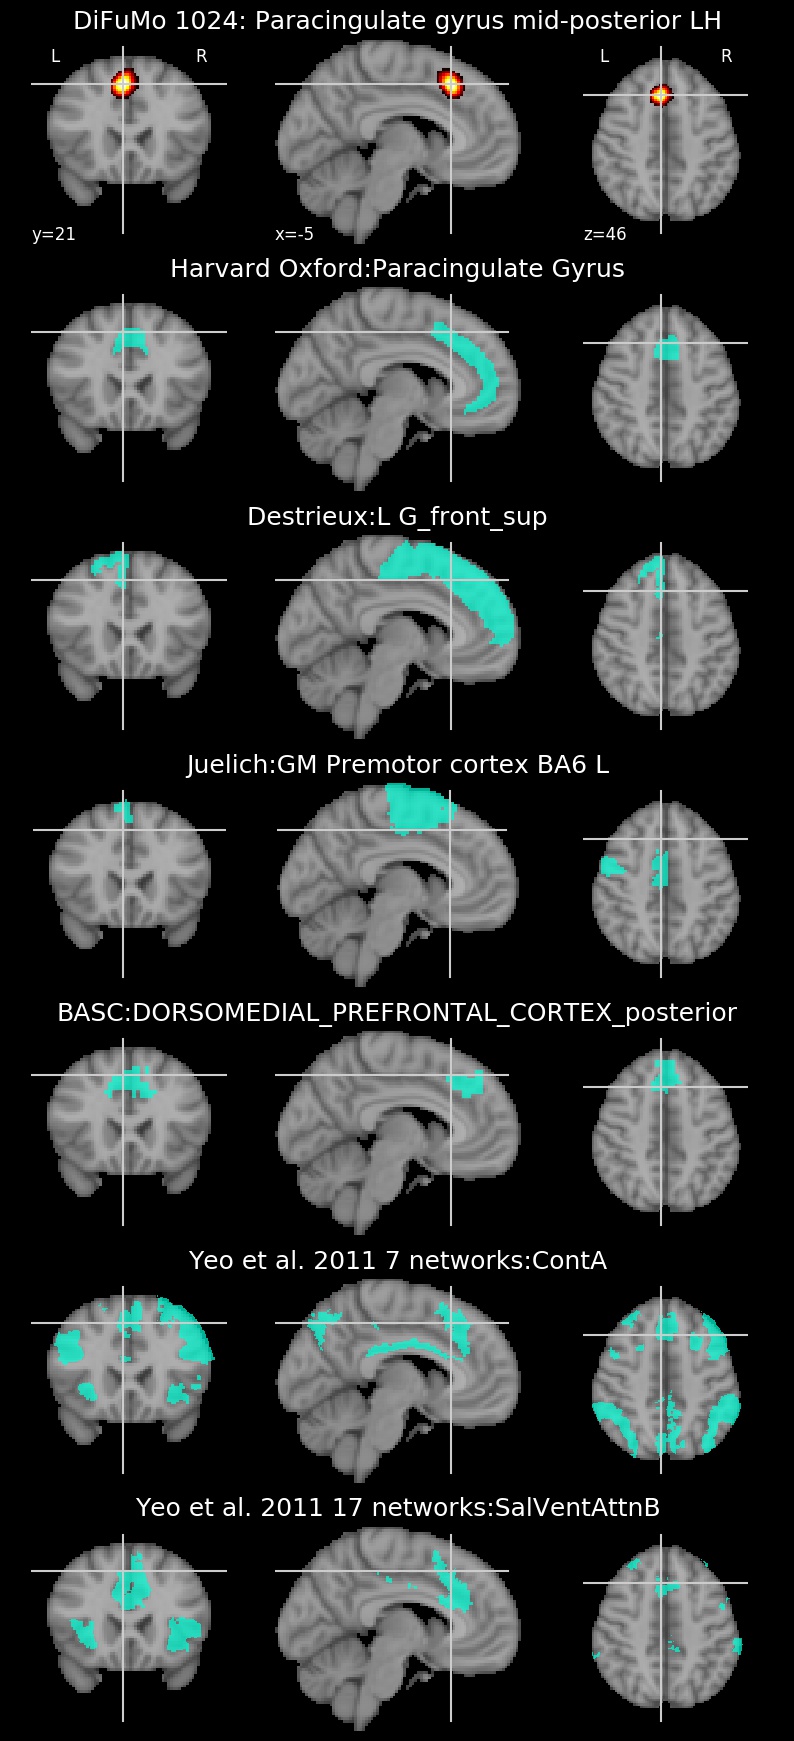 DiFuMo 1024: Paracingulate gyrus mid-posterior LH
L R L R
y=21 x=-5 z=46
Harvard Oxford:Paracingulate Gyrus
Destrieux:L G_front_sup
Juelich:GM Premotor cortex BA6 L
BASC:DORSOMEDIAL_PREFRONTAL_CORTEX_posterior
Yeo et al. 2011 7 networks:ContA
Yeo et al. 2011 17 networks:SalVentAttnB